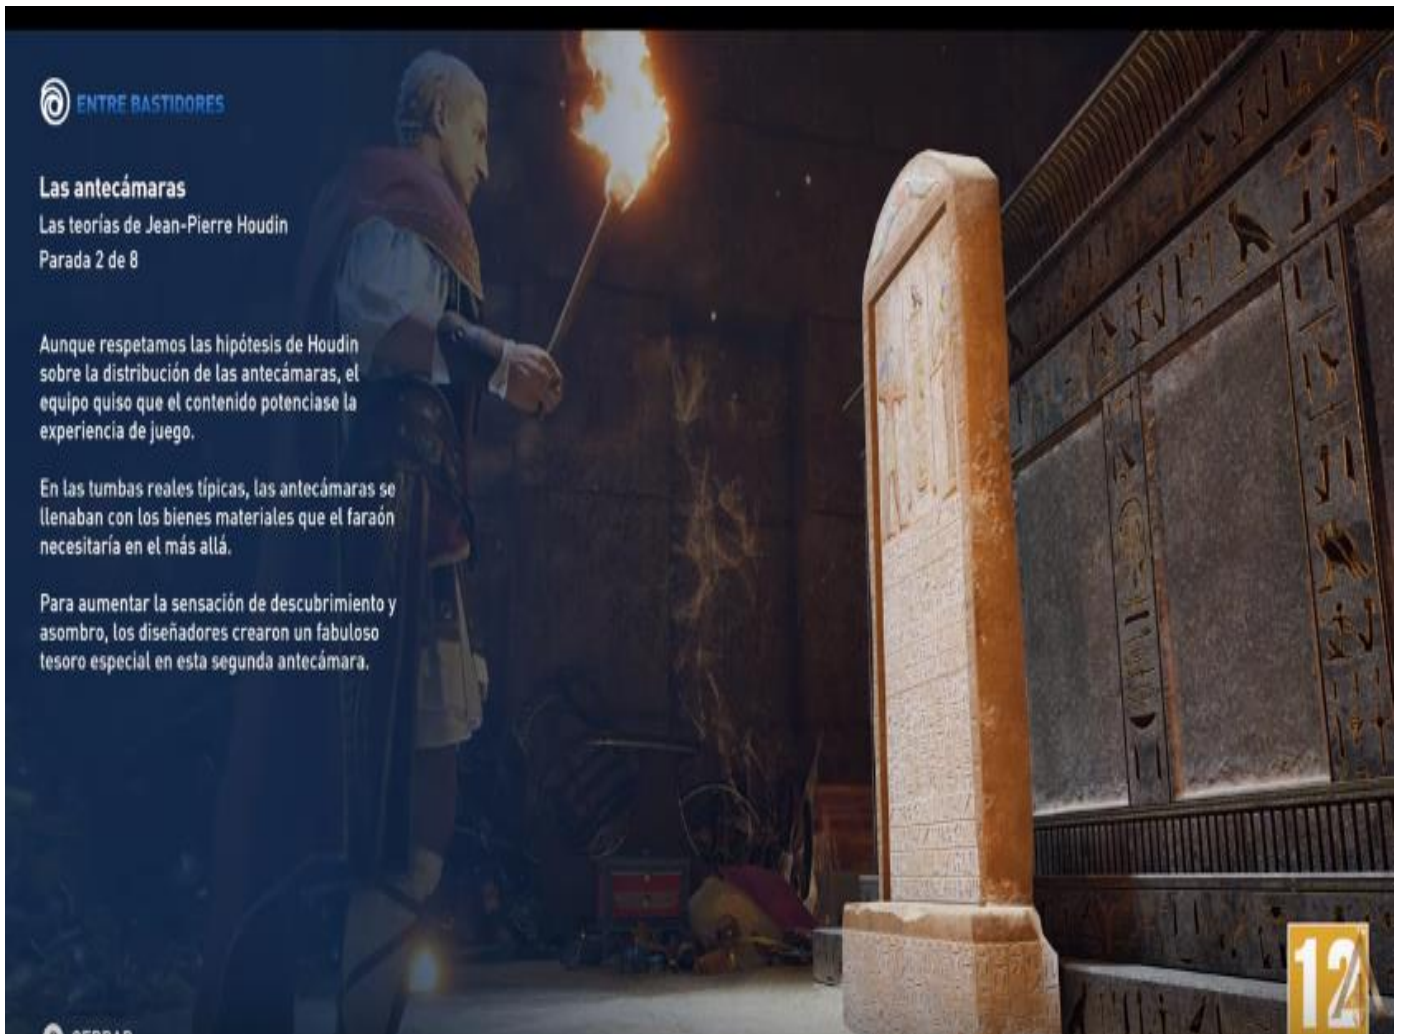 ENTRE BASTIDORES
Las antecámaras
Las teorías de Jean-Pierre Houdin
Parada 2 de 8
Aunque respetamos las hipótesis de Houdin
sobre la distribución de las antecámaras, el
equipo quiso que el contenido potenciase la
experiencia de juego.
En las tumbas reales típicas, las antecámaras se
llenaban con los bienes materiales que el faraón
necesitaría en el más allá.
Para aumentar la sensación de descubrimiento y
asombro, los diseñadores crearon un fabuloso
tesoro especial en esta segunda antecámara.
12
CERRAR